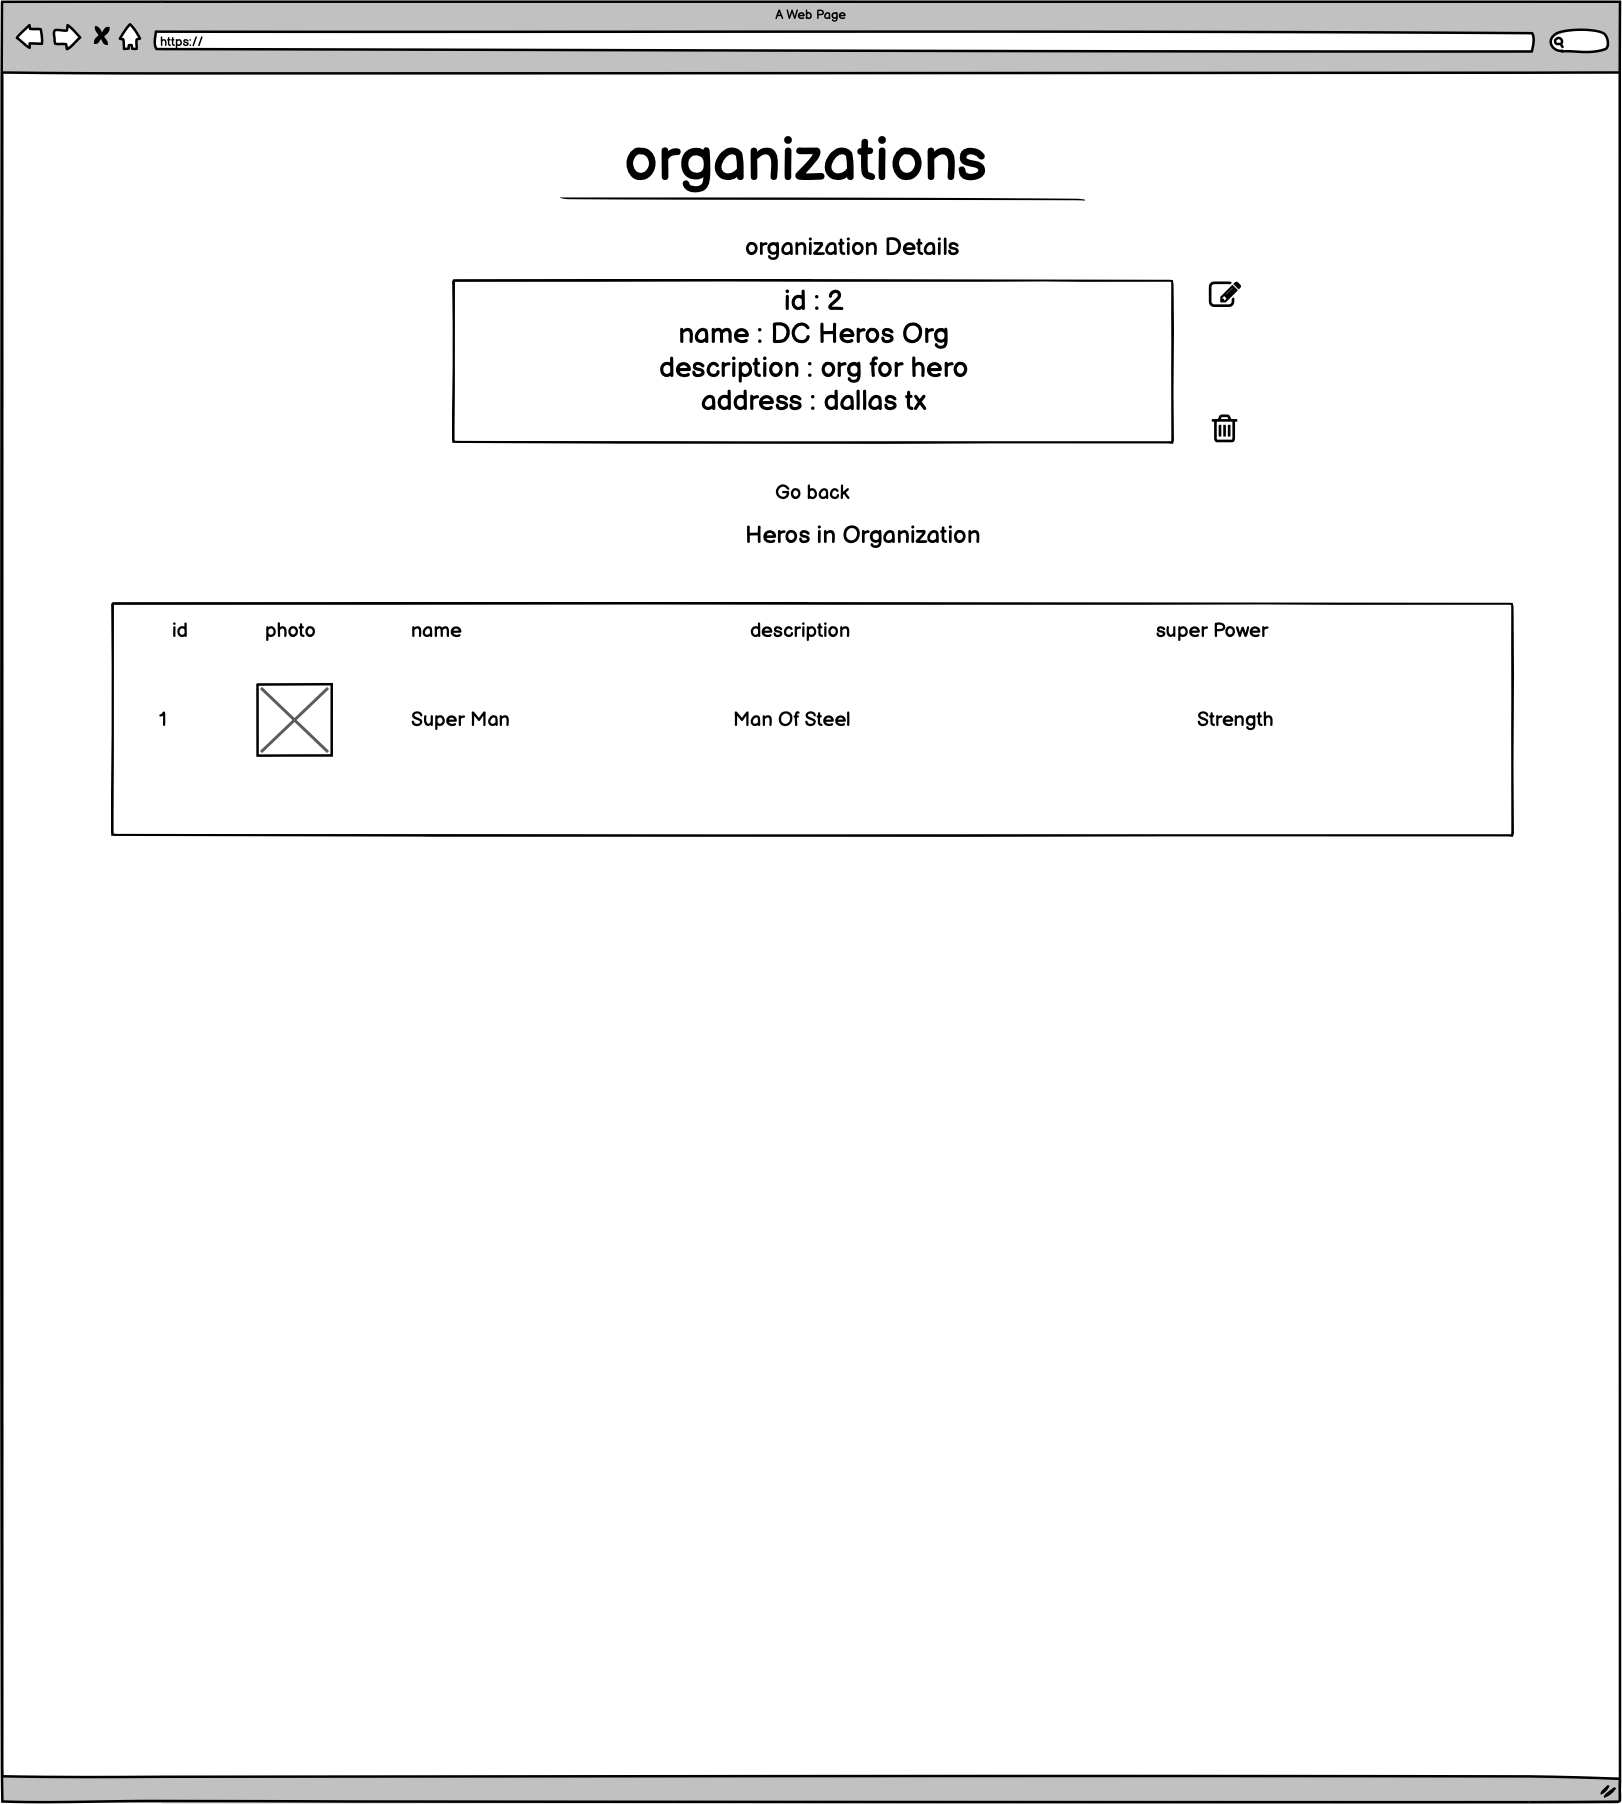 A Web Page
https://
organizations
organization Details
id : 2
name : DC Heros Org
description : org for hero
address : dallas tx
Go back
Heros in Organization
id photo name description super Power
1 Super Man Man Of Steel Strength